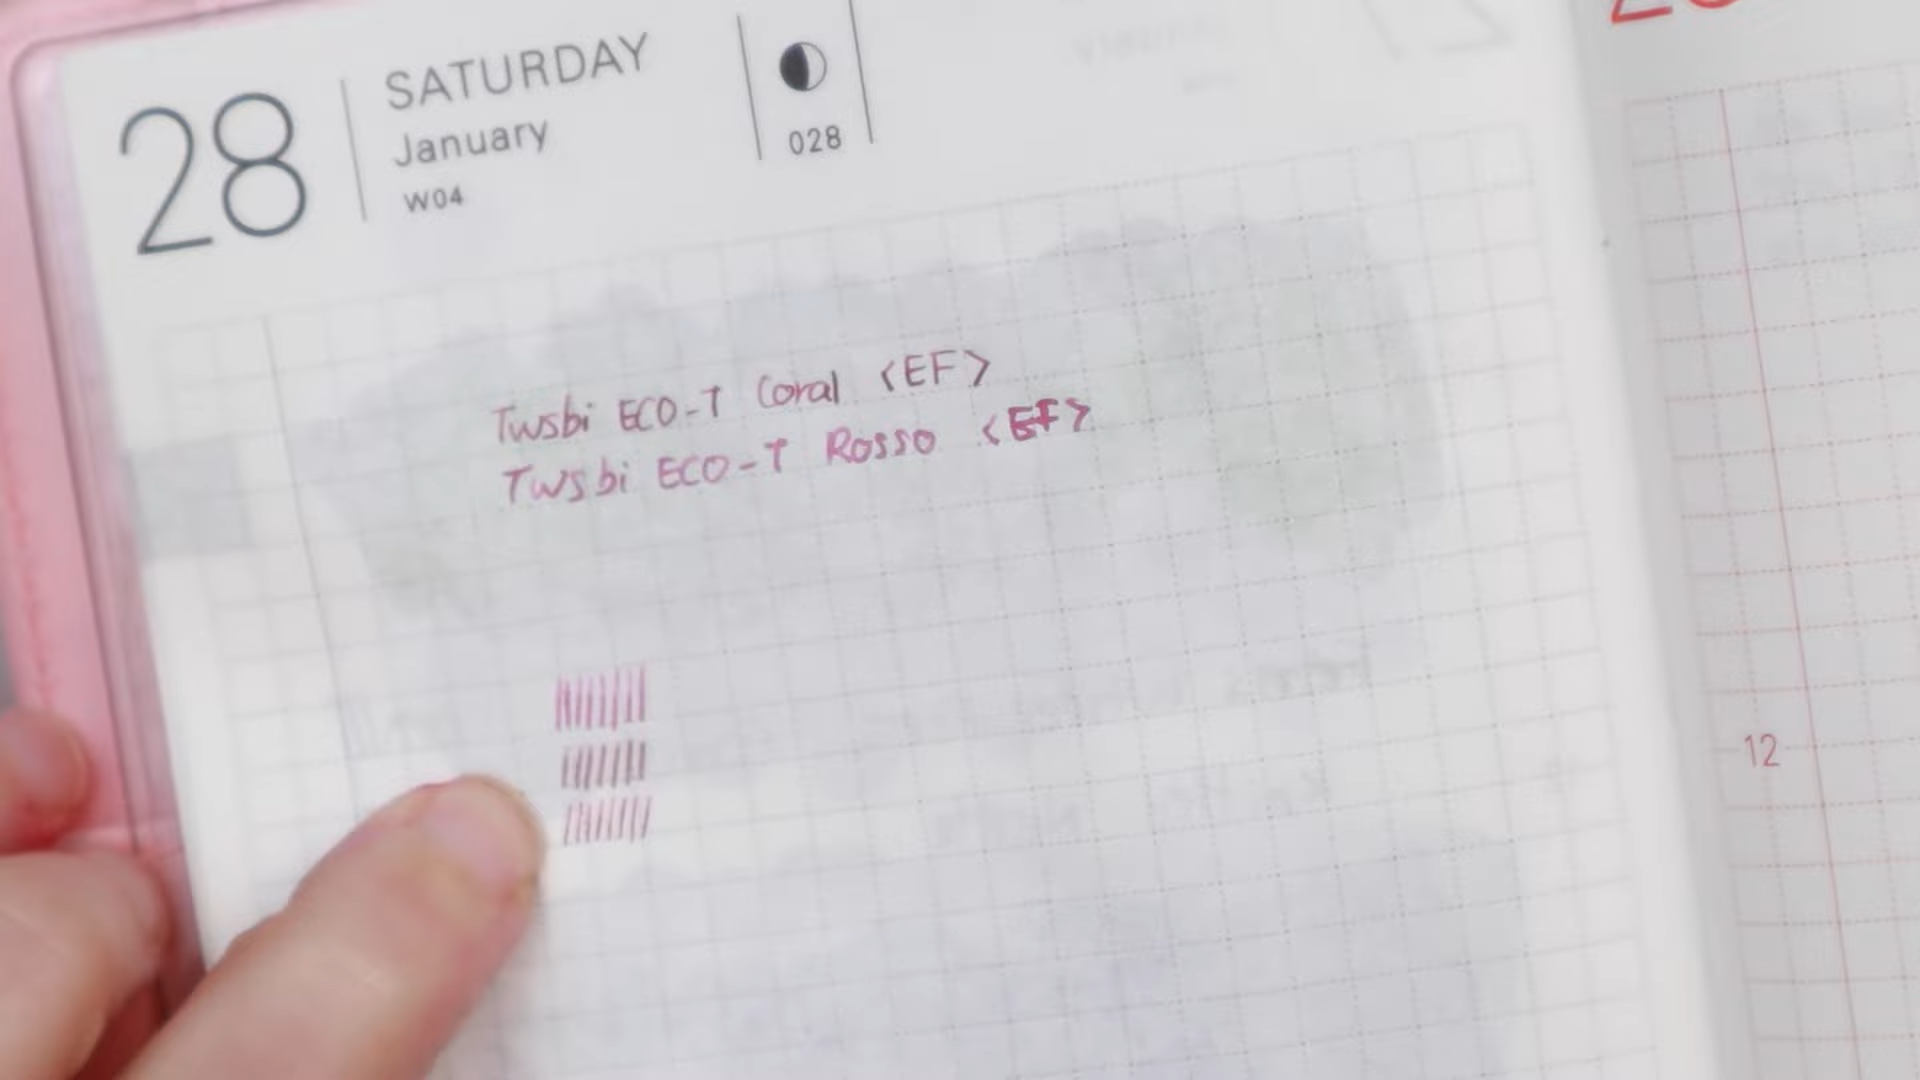 28
SATURDAY
January
W04
028
Twsbi ECO-T Coral <EF>
Twsbi ECO-T Rosso <EF>
12